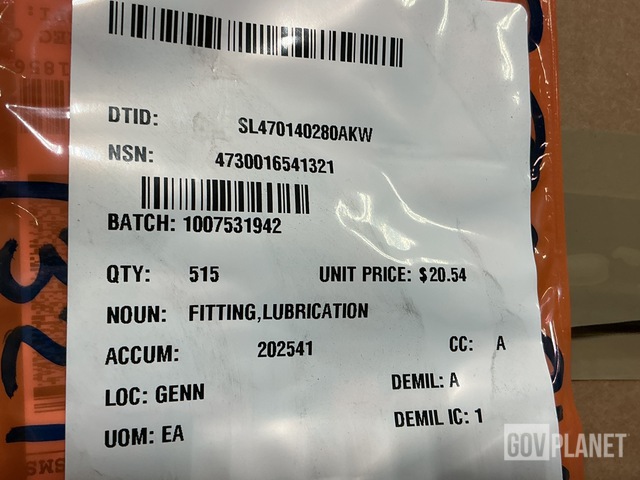 DTID: SL470140280AKW
NSN: 4730016541321
BATCH: 1007531942
QTY: 515 UNIT PRICE: $20.54
NOUN: FITTING,LUBRICATION
ACCUM: 202541 CC: A
LOC: GENN DEMIL: A
UOM: EA DEMIL IC: 1
GOVPLANET
1321